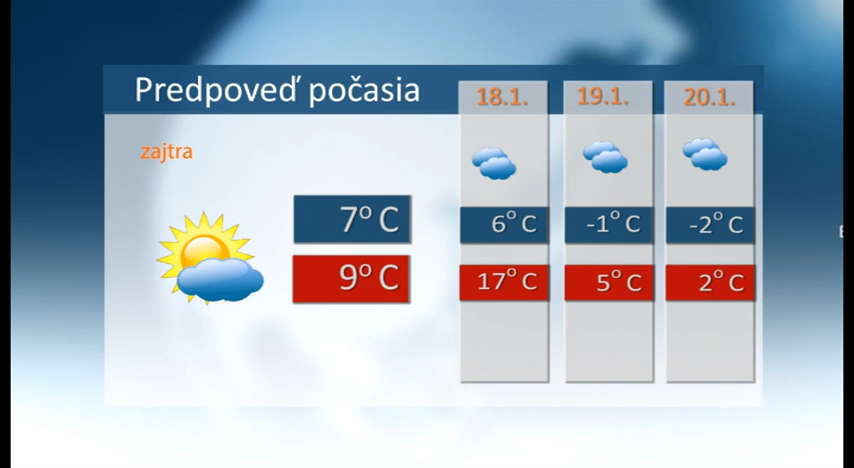 Predpoveď počasia
zajtra
7° C
9° C
18.1.
6° C
17° C
19.1.
-1° C
5° C
20.1.
-2° C
2° C